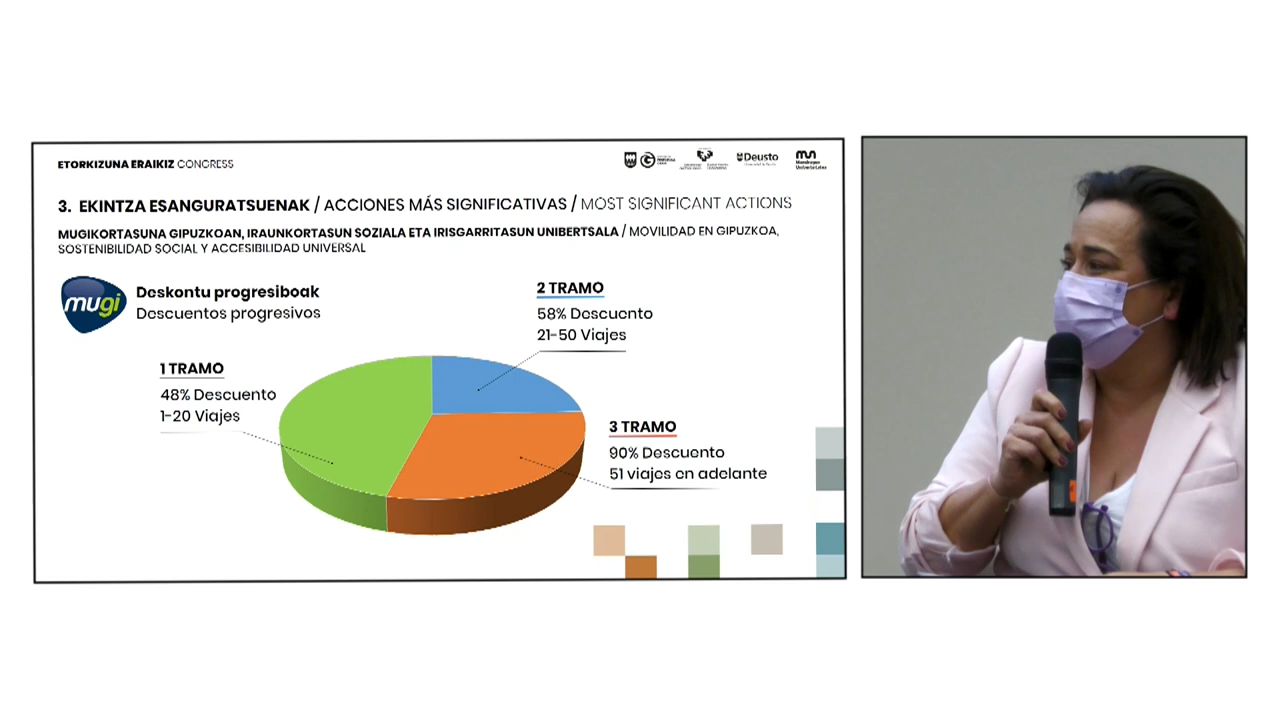 ETORKIZUNA ERAIKIZ CONGRESS
Deusto
Mondragon
Unibertsitatea
3. EKINTZA ESANGURATSUENAK / ACCIONES MÁS SIGNIFICATIVAS / MOST SIGNIFICANT ACTIONS
MUGIKORTASUNA GIPUZKOAN, IRAUNKORTASUN SOZIALA ETA IRISGARRITASUN UNIBERTSALA / MOVILIDAD EN GIPUZKOA,
SOSTENIBILIDAD SOCIAL Y ACCESIBILIDAD UNIVERSAL
mugi
Deskontu progresiboak
Descuentos progresivos
2 TRAMO
58% Descuento
21-50 Viajes
1 TRAMO
48% Descuento
1-20 Viajes
3 TRAMO
90% Descuento
51 viajes en adelante